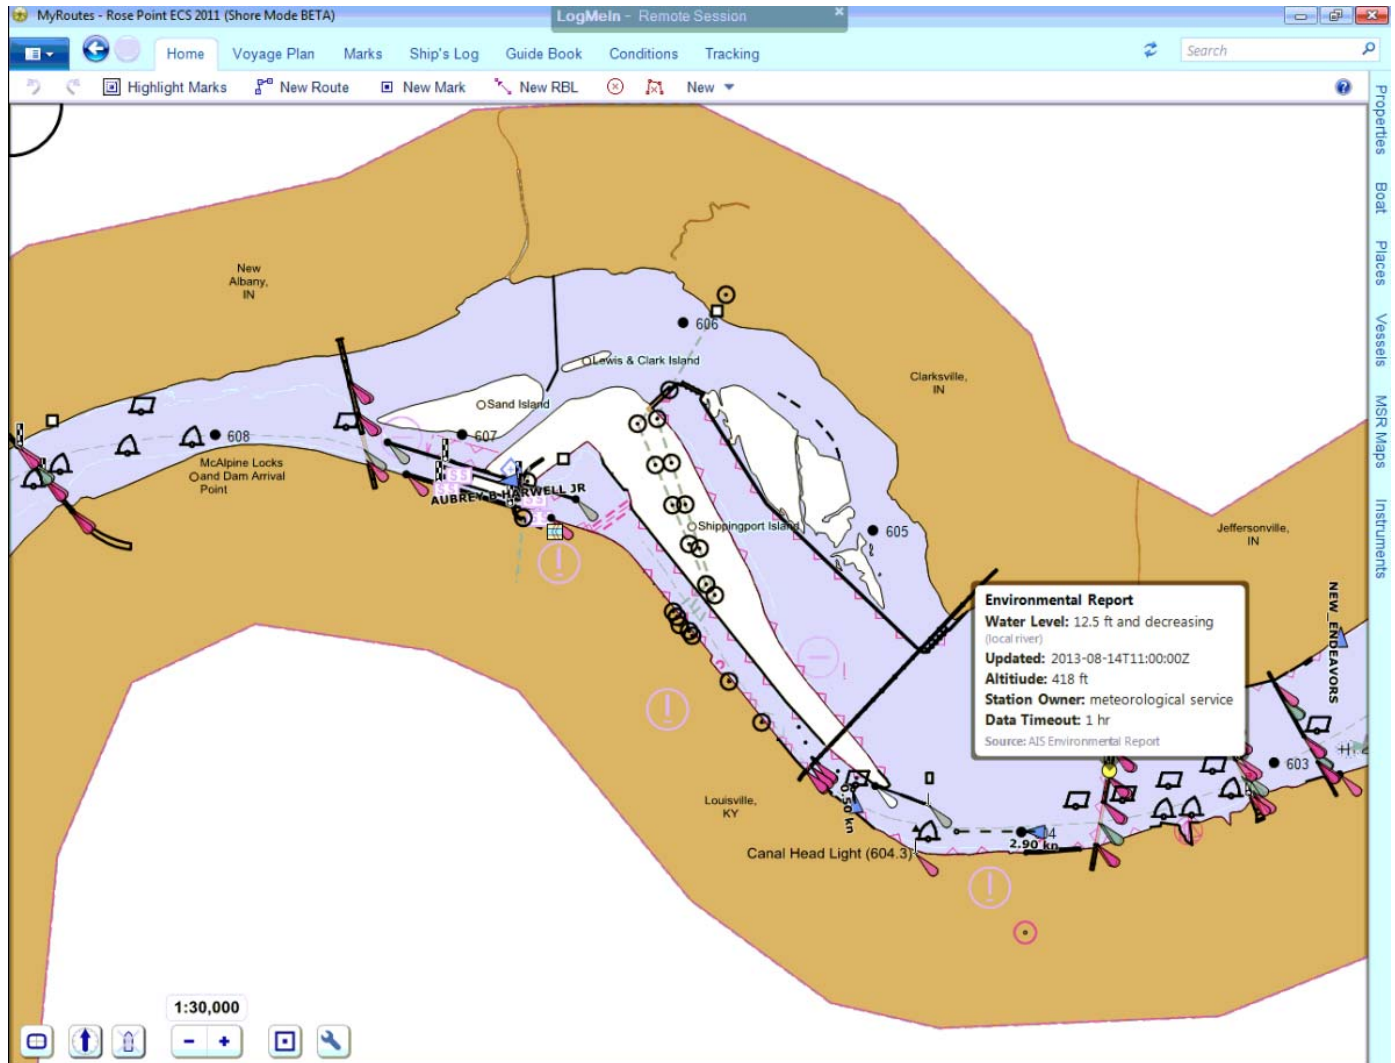 MyRoutes - Rose Point ECS 2011 (Shore Mode BETA)
LogMeIn - Remote Session
Home
Voyage Plan
Marks
Ship's Log
Guide Book
Conditions
Tracking
Search
Highlight Marks
New Route
New Mark
New RBL
New
Properties
Boat
Places
Vessels
MSR Maps
Instruments
New
Albany,
IN
606
Lewis & Clark Island
Clarksville,
IN
Sand Island
608
607
McAlpine Locks
and Dam Arrival
Point
AUBREY B HARWELL JR
Shippingport Island
605
Jeffersonville,
IN
Environmental Report
Water Level: 12.5 ft and decreasing
(local river)
Updated: 2013-08-14T11:00:00Z
Altitiude: 418 ft
Station Owner: meteorological service
Data Timeout: 1 hr
Source: AIS Environmental Report
NEW_ENDEAVORS
603
Louisville,
KY
0.50 kn
2.90 kn
Canal Head Light (604.3)
1:30,000